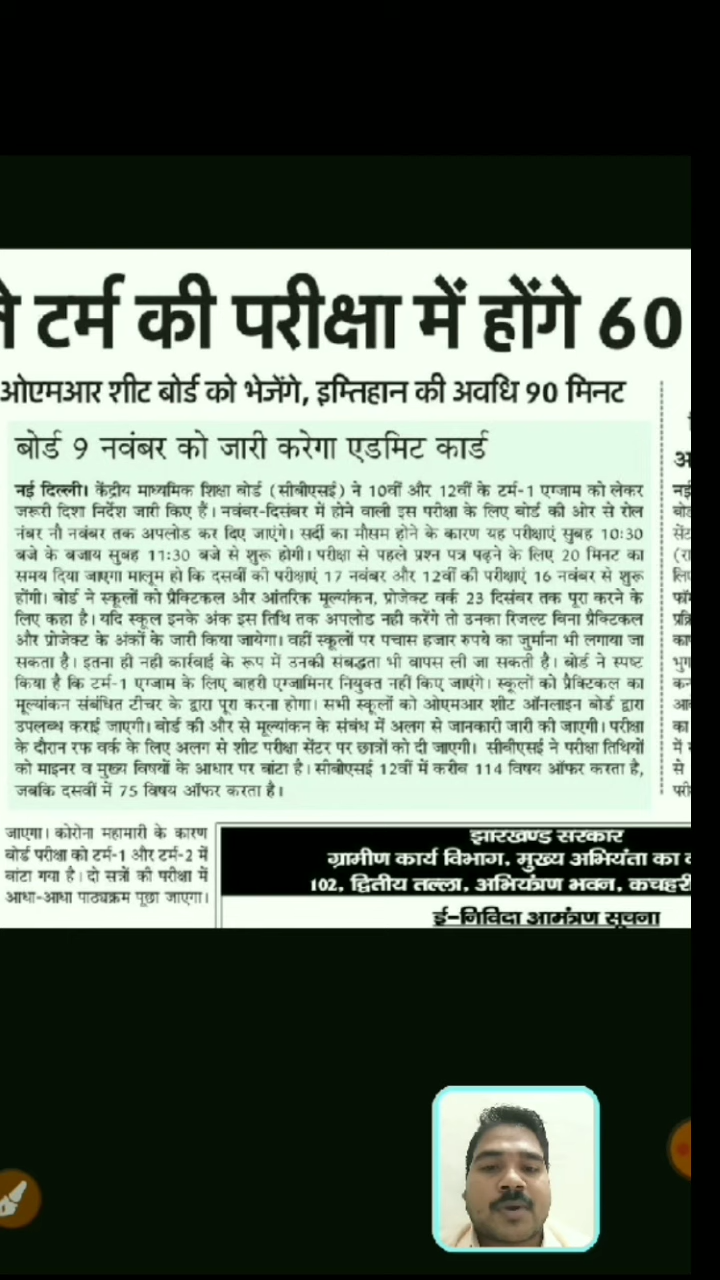 टर्म की परीक्षा में होंगे 60
ओएमआर शीट बोर्ड को भेजेंगे, इम्तिहान की अवधि 90 मिनट
बोर्ड 9 नवंबर को जारी करेगा एडमिट कार्ड
नई दिल्ली। केंद्रीय माध्यमिक शिक्षा बोर्ड (सीबीएसई) ने 10वीं और 12वीं के टर्म-1 एग्जाम को लेकर
जरूरी दिशा निर्देश जारी किए हैं। नवंबर-दिसंबर में होने वाली इस परीक्षा के लिए बोर्ड की ओर से रोल
नंबर नौ नवंबर तक अपलोड कर दिए जाएंगे। सर्दी का मौसम होने के कारण यह परीक्षाएं सुबह 10:30
बजे के बजाय सुबह 11:30 बजे से शुरू होगी। परीक्षा से पहले प्रश्न पत्र पढ़ने के लिए 20 मिनट का
समय दिया जाएगा मालूम हो कि दसवीं की परीक्षाएं 17 नवंबर और 12वीं की परीक्षाएं 16 नवंबर से शुरू
होंगी। बोर्ड ने स्कूलों को प्रैक्टिकल और आंतरिक मूल्यांकन, प्रोजेक्ट वर्क 23 दिसंबर तक पूरा करने के
लिए कहा है। यदि स्कूल इनके अंक इस तिथि तक अपलोड नही करेंगे तो उनका रिजल्ट बिना प्रैक्टिकल
और प्रोजेक्ट के अंकों के जारी किया जायेगा। वहीं स्कूलों पर पचास हजार रुपये का जुर्माना भी लगाया जा
सकता है। इतना ही नही कार्रवाई के रूप में उनकी संबद्धता भी वापस ली जा सकती है। बोर्ड ने स्पष्ट
किया है कि टर्म-1 एग्जाम के लिए बाहरी एग्जामिनर नियुक्त नहीं किए जाएंगे। स्कूलों को प्रैक्टिकल का
मूल्यांकन संबंधित टीचर के द्वारा पूरा करना होगा। सभी स्कूलों को ओएमआर शीट ऑनलाइन बोर्ड द्वारा
उपलब्ध कराई जाएगी। बोर्ड की और से मूल्यांकन के संबंध में अलग से जानकारी जारी की जाएगी। परीक्षा
के दौरान रफ वर्क के लिए अलग से शीट परीक्षा सेंटर पर छात्रों को दी जाएगी। सीबीएसई ने परीक्षा तिथियों
को माइनर व मुख्य विषयों के आधार पर बांटा है। सीबीएसई 12वीं में करीब 114 विषय ऑफर करता है,
जबकि दसवीं में 75 विषय ऑफर करता है।
जाएगा। कोरोना महामारी के कारण
बोर्ड परीक्षा को टर्म-1 और टर्म-2 में
बांटा गया है। दो सत्रों की परीक्षा में
आधा-आधा पाठ्यक्रम पूछा जाएगा।
झारखण्ड सरकार
ग्रामीण कार्य विभाग, मुख्य अभियंता का
102, द्वितीय तल्ला, अभियंत्रण भवन, कचहरी
ई-निविदा आमंत्रण सूचना